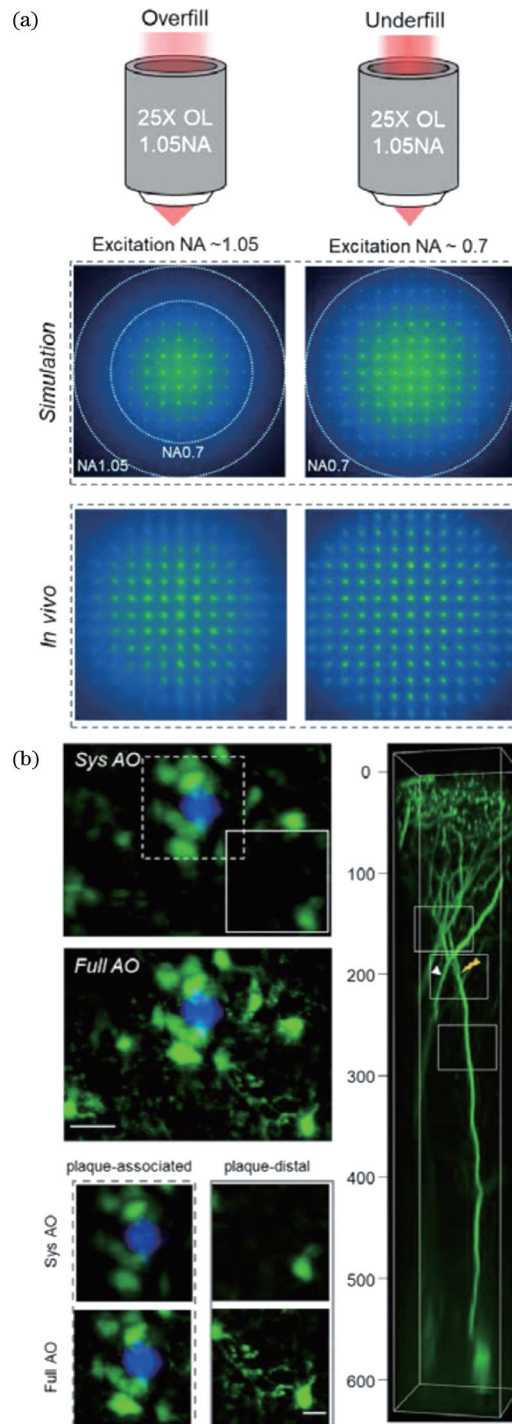 (a)
Overfill
Underfill
25X OL
1.05NA
25X OL
1.05NA
Excitation NA ~1.05
Excitation NA ~ 0.7
Simulation
NA0.7
NA1.05
NA0.7
In vivo
(b)
Sys AO
Full AO
plaque-associated
plaque-distal
Sys AO
Full AO
0
100
200
300
400
500
600